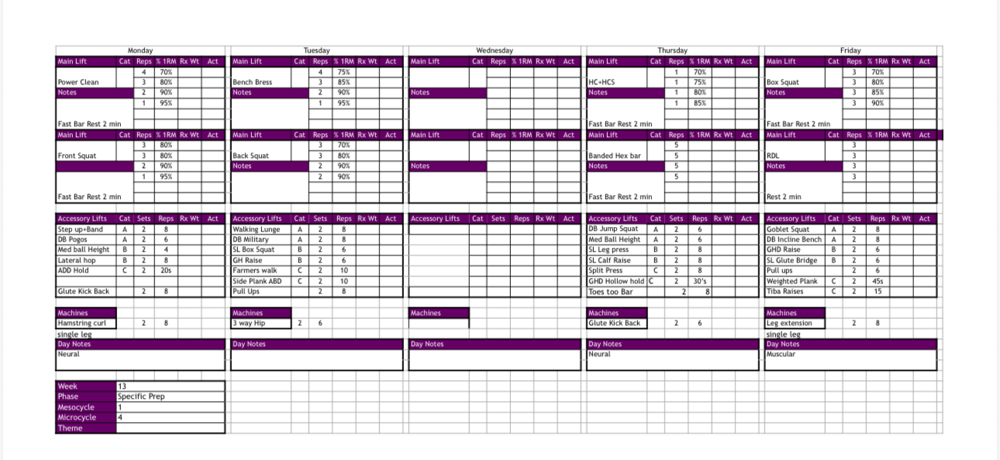 Monday Tuesday Wednesday Thursday Friday
Main Lift Cat Reps % 1RM Rx Wt Act Main Lift Cat Reps % 1RM Rx Wt Act Main Lift Cat Reps % 1RM Rx Wt Act Main Lift Cat Reps % 1RM Rx Wt Act Main Lift Cat Reps % 1RM Rx Wt Act
4 70% 4 75% 1 70% 3 70%
Power Clean 3 80% Bench Bress 3 85% HC+HCS 1 75% Box Squat 3 80%
Notes 2 90% Notes 2 90% Notes Notes 1 80% Notes 3 85%
1 95% 1 95% 1 85% 3 90%
Fast Bar Rest 2 min Fast Bar Rest 2 min Fast Bar Rest 2 min
Main Lift Cat Reps % 1RM Rx Wt Act Main Lift Cat Reps % 1RM Rx Wt Act Main Lift Cat Reps % 1RM Rx Wt Act Main Lift Cat Reps % 1RM Rx Wt Act Main Lift Cat Reps % 1RM Rx Wt Act
3 80% 3 70% 5 3
Front Squat 3 80% Back Squat 3 80% Banded Hex bar 5 RDL 3
2 90% Notes 2 90% Notes Notes 5 Notes 3
1 95% 2 90% 5 3
Fast Bar Rest 2 min Fast Bar Rest 2 min Rest 2 min
Accessory Lifts Cat Sets Reps Rx Wt Act Accessory Lifts Cat Sets Reps Rx Wt Act Accessory Lifts Cat Sets Reps Rx Wt Act Accessory Lifts Cat Sets Reps Rx Wt Act Accessory Lifts Cat Sets Reps Rx Wt Act
Step up+Band A 2 8 Walking Lunge A 2 8 DB Jump Squat A 2 6 Goblet Squat A 2 8
DB Pogos A 2 6 DB Military A 2 8 Med Ball Height A 2 6 DB Incline Bench A 2 8
Med ball Height B 2 4 SL Box Squat B 2 6 SL Leg press B 2 8 GHD Raise B 2 6
Lateral hop B 2 8 GH Raise B 2 6 SL Calf Raise B 2 8 SL Glute Bridge B 2 6
ADD Hold C 2 20s Farmers walk C 2 10 Split Press C 2 8 Pull ups 2 6
Side Plank ABD C 2 10 GHD Hollow hold C 2 30's Weighted Plank C 2 45s
Glute Kick Back 2 8 Pull Ups 2 8 Toes too Bar 2 8 Tiba Raises C 2 15
Machines Machines Machines Machines Machines
Hamstring curl 2 8 3 way Hip 2 6 Glute Kick Back 2 6 Leg extension 2 8
single leg single leg
Day Notes Day Notes Day Notes Day Notes Day Notes
Neural Neural Muscular
Week 13
Phase Specific Prep
Mesocycle 1
Microcycle 4
Theme